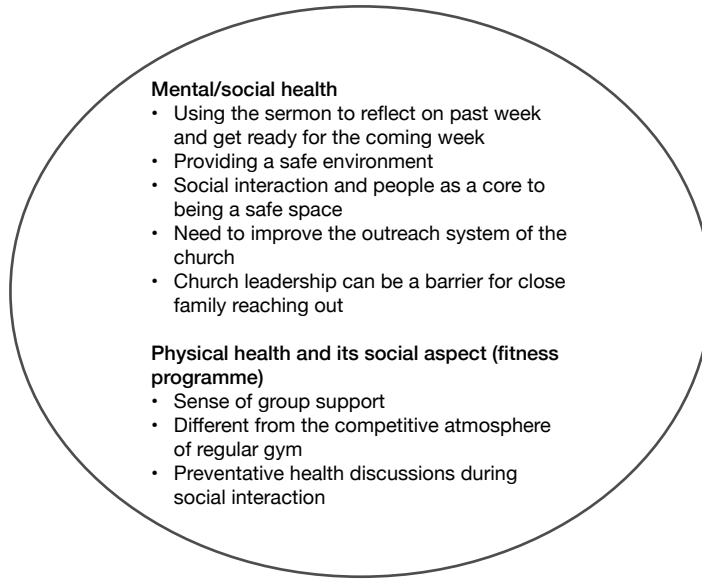 Mental/social health
• Using the sermon to reflect on past week
and get ready for the coming week
• Providing a safe environment
• Social interaction and people as a core to
being a safe space
• Need to improve the outreach system of the
church
• Church leadership can be a barrier for close
family reaching out
Physical health and its social aspect (fitness
programme)
• Sense of group support
• Different from the competitive atmosphere
of regular gym
• Preventative health discussions during
social interaction